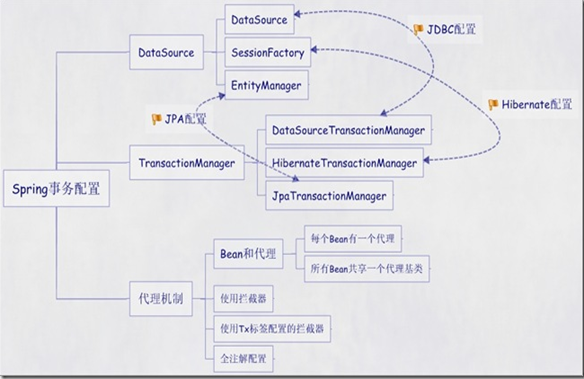 DataSource
JDBC配置
DataSource
SessionFactory
EntityManager
Hibernate配置
JPA配置
DataSourceTransactionManager
TransactionManager
HibernateTransactionManager
JpaTransactionManager
Spring事务配置
Bean和代理
每个Bean有一个代理
所有Bean共享一个代理基类
代理机制
使用拦截器
使用Tx标签配置的拦截器
全注解配置